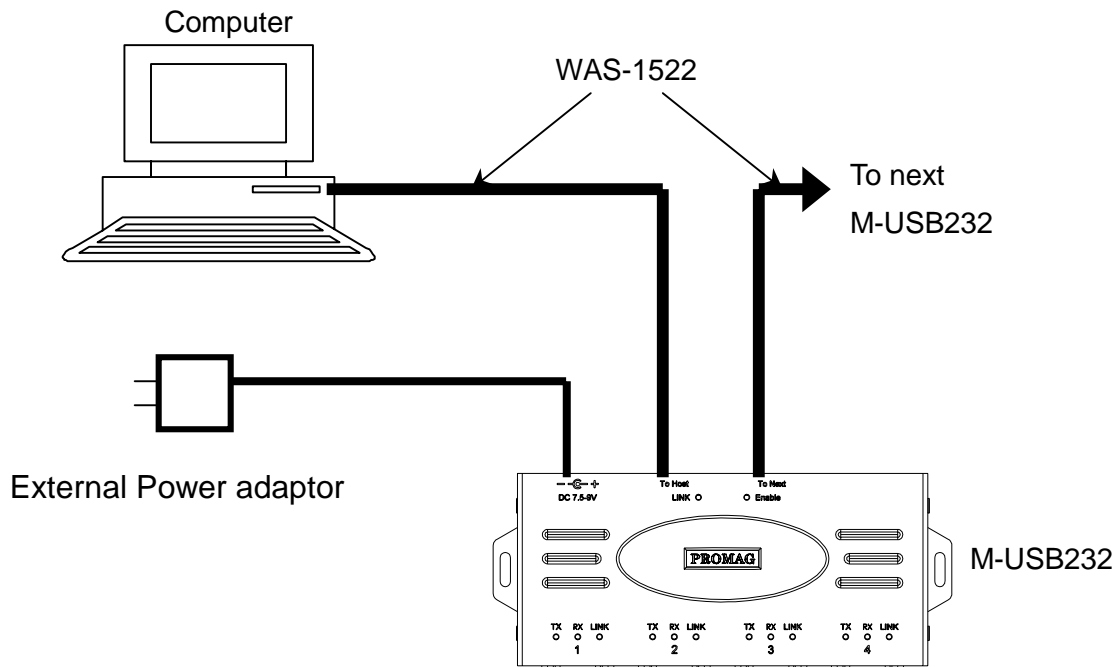 Computer
WAS-1522
To next
M-USB232
External Power adaptor
DC 7.5-9V
To Host
LINK
To Next
Enable
PROMAG
M-USB232
TX RX LINK
1
TX RX LINK
2
TX RX LINK
3
TX RX LINK
4